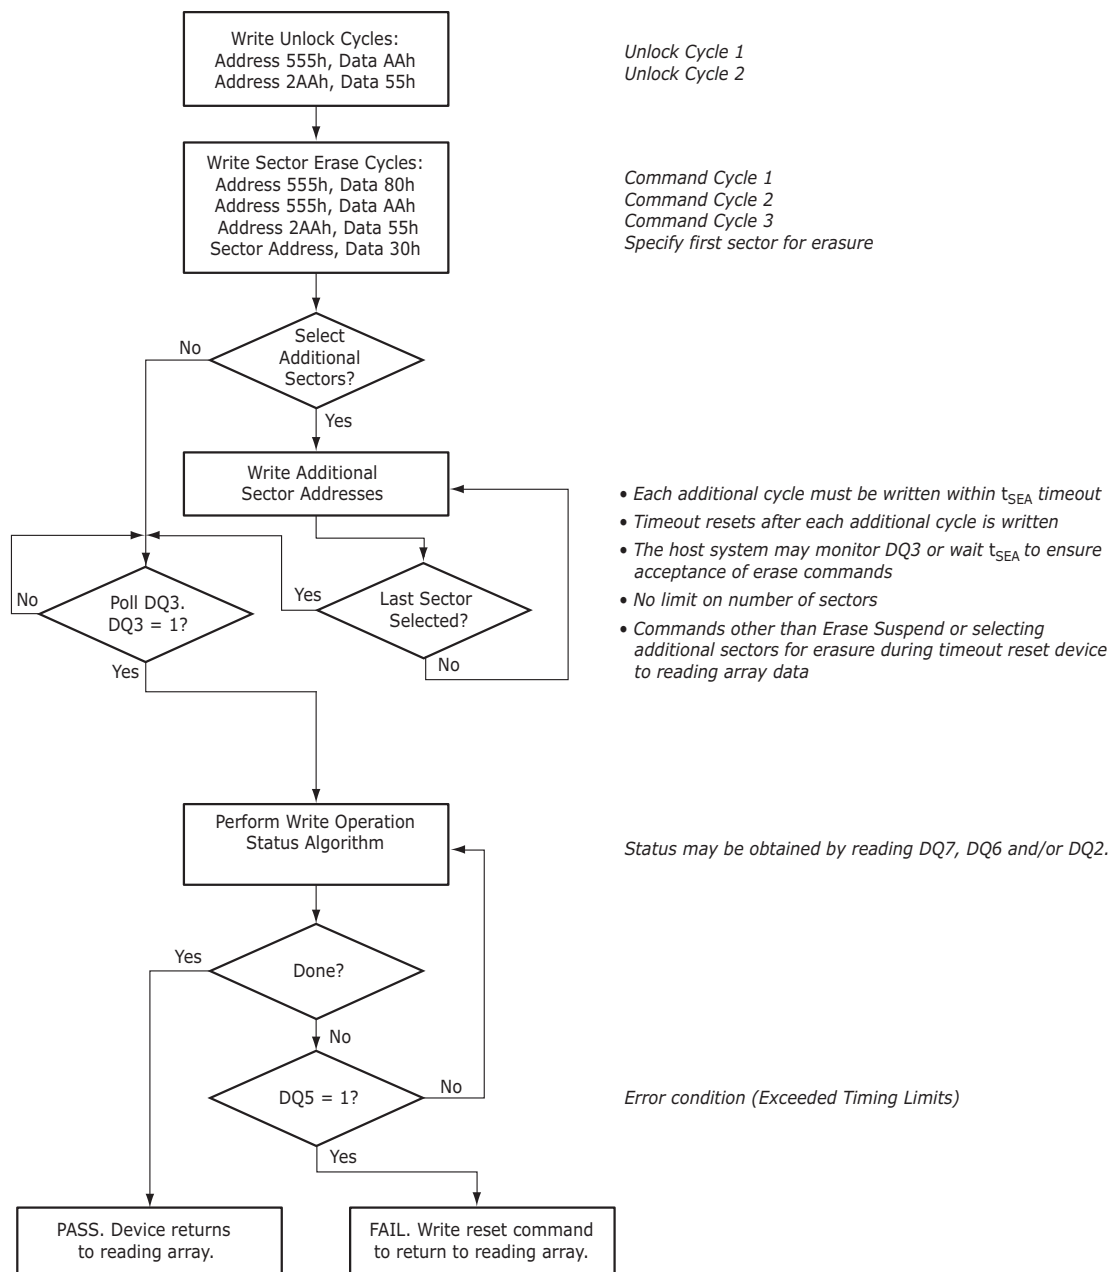 Write Unlock Cycles:
Address 555h, Data AAh
Address 2AAh, Data 55h
Unlock Cycle 1
Unlock Cycle 2
Write Sector Erase Cycles:
Address 555h, Data 80h
Address 555h, Data AAh
Address 2AAh, Data 55h
Sector Address, Data 30h
Command Cycle 1
Command Cycle 2
Command Cycle 3
Specify first sector for erasure
No
Select
Additional
Sectors?
Yes
Write Additional
Sector Addresses
• Each additional cycle must be written within tSEA timeout
• Timeout resets after each additional cycle is written
• The host system may monitor DQ3 or wait tSEA to ensure
acceptance of erase commands
• No limit on number of sectors
• Commands other than Erase Suspend or selecting
additional sectors for erasure during timeout reset device
to reading array data
No
Poll DQ3.
DQ3 = 1?
Yes
Yes
Last Sector
Selected?
No
Perform Write Operation
Status Algorithm
Status may be obtained by reading DQ7, DQ6 and/or DQ2.
Yes
Done?
No
DQ5 = 1?
No
Error condition (Exceeded Timing Limits)
Yes
PASS. Device returns
to reading array.
FAIL. Write reset command
to return to reading array.